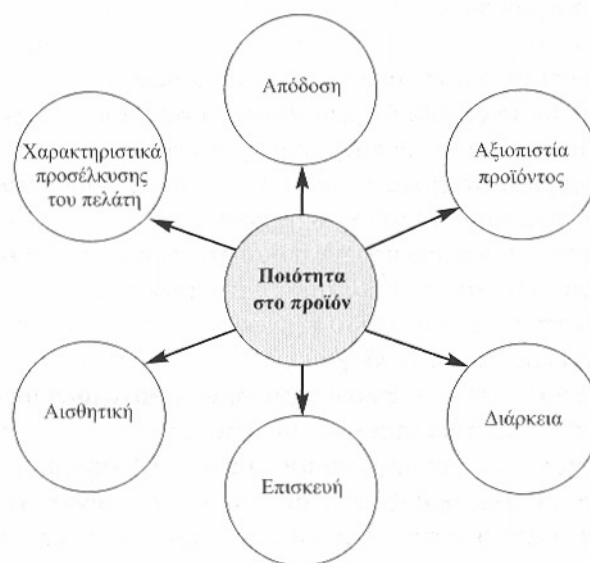 Απόδοση
Χαρακτηριστικά
προσέλκυσης
του πελάτη
Αξιοπιστία
προϊόντος
Ποιότητα
στο προϊόν
Αισθητική
Διάρκεια
Επισκευή